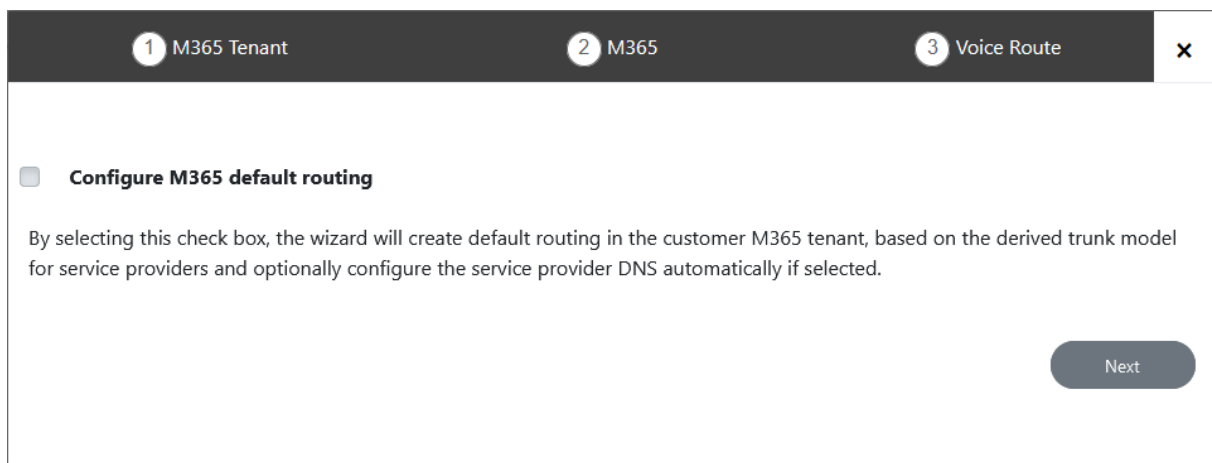 1 M365 Tenant 2 M365 3 Voice Route ×
Configure M365 default routing
By selecting this check box, the wizard will create default routing in the customer M365 tenant, based on the derived trunk model
for service providers and optionally configure the service provider DNS automatically if selected.
Next